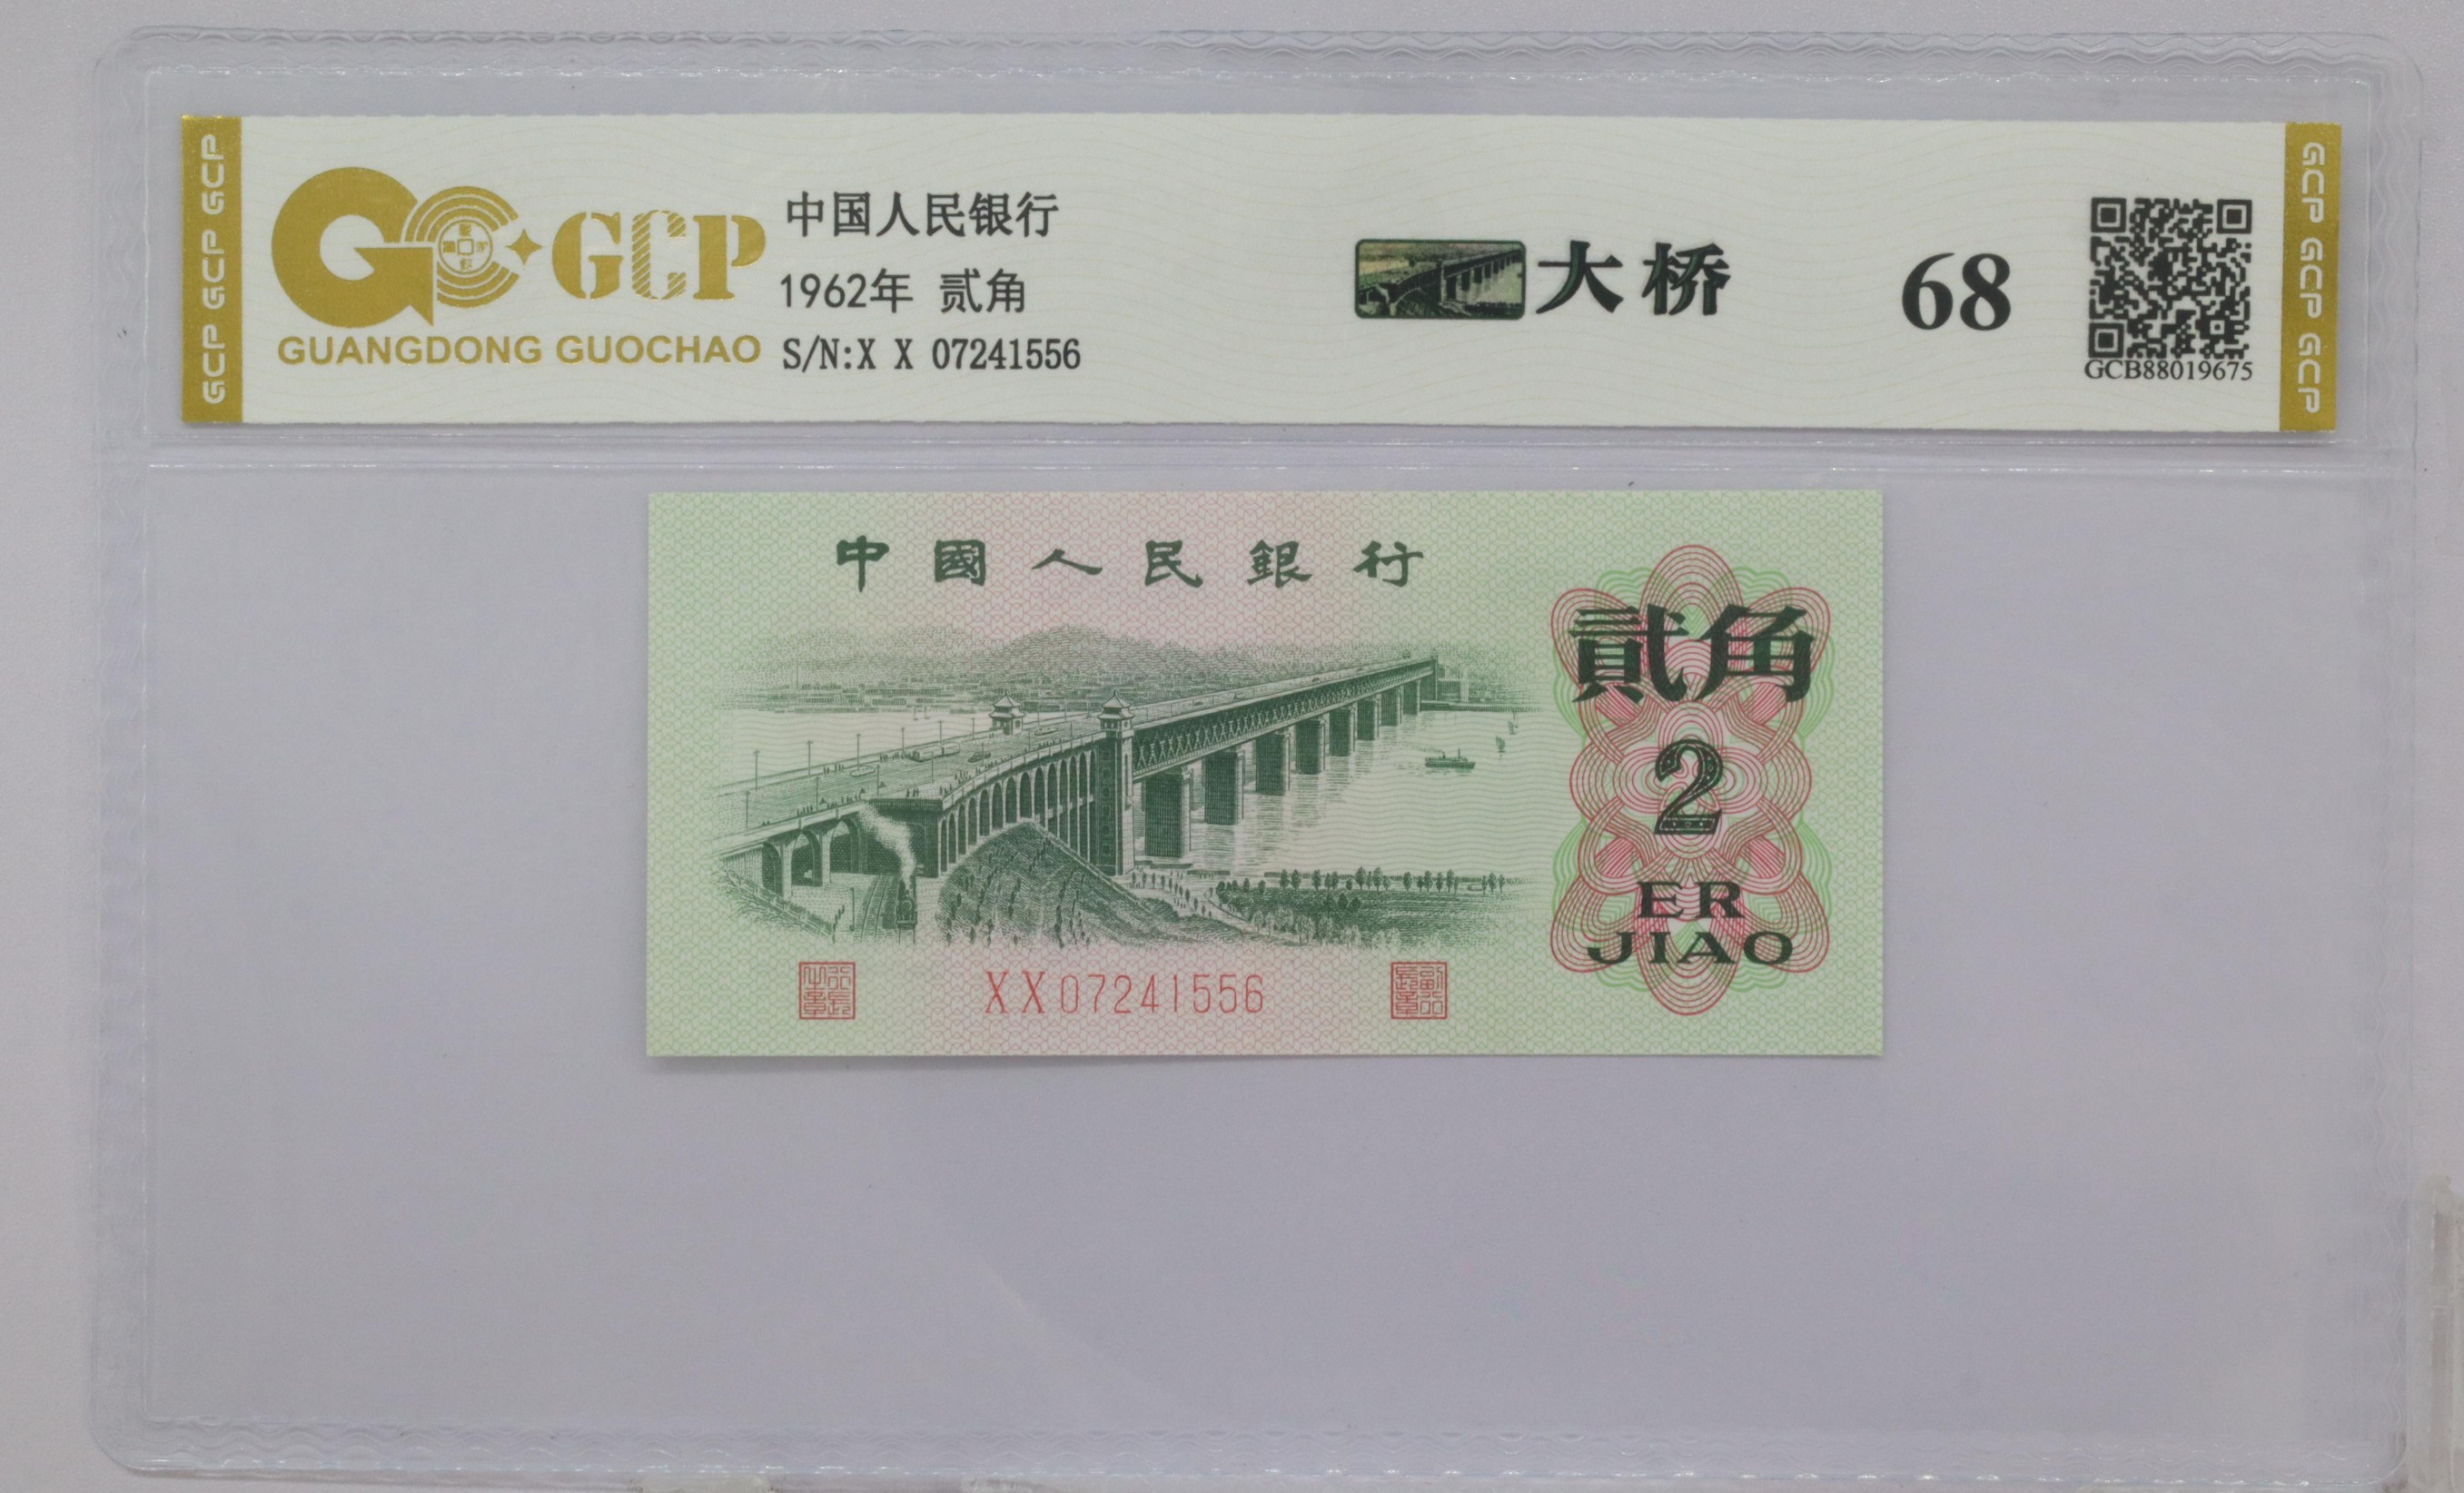 GCP GCP GCP
GCP
GUANGDONG GUOCHAO
中国人民银行
1962年 贰角
S/N:X X 07241556
大桥
68
GCB88019675
GCP GCP GCP
中國人民銀行
貳角
2
ER
JIAO
XX07241556